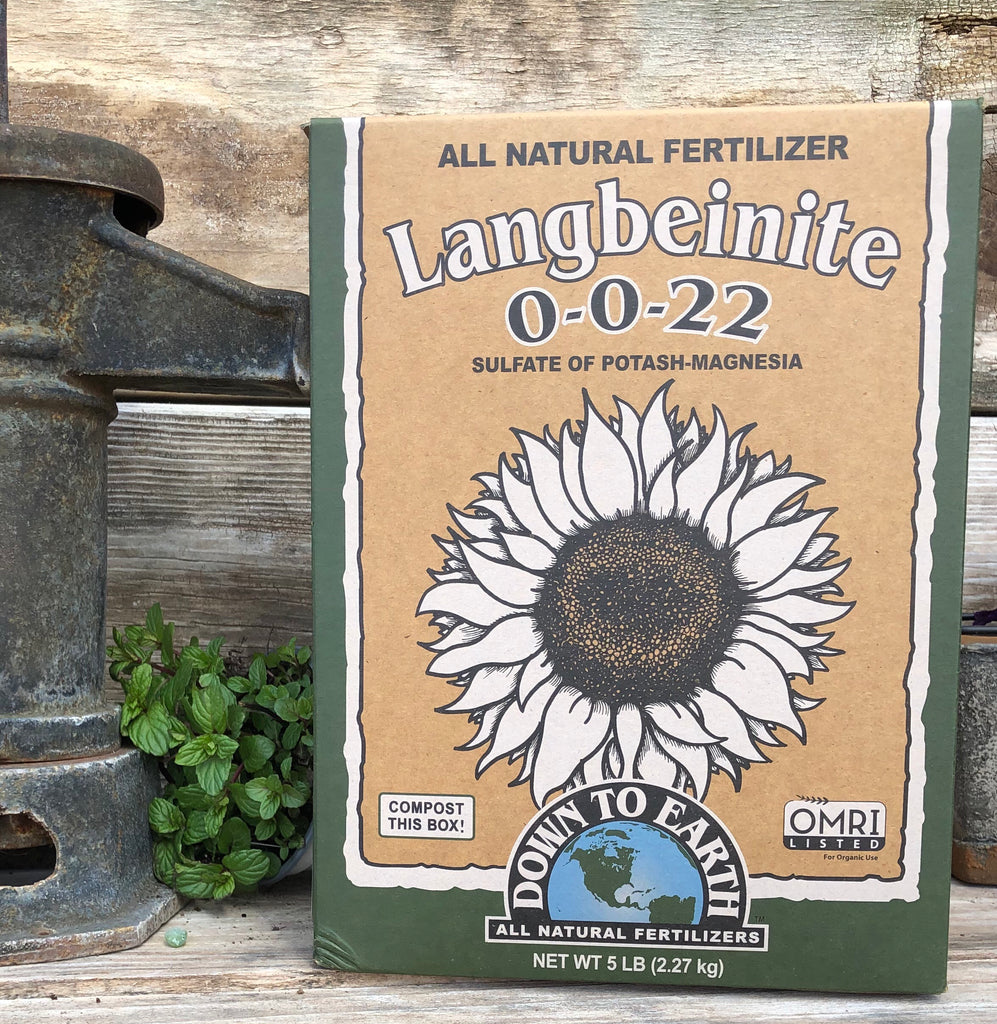 ALL NATURAL FERTILIZER
Langbeinite
0-0-22
SULFATE OF POTASH-MAGNESIA
COMPOST
THIS BOX!
OMRI
LISTED
For Organic Use
DOWN TO EARTH
™
ALL NATURAL FERTILIZERS
NET WT 5 LB (2.27 kg)